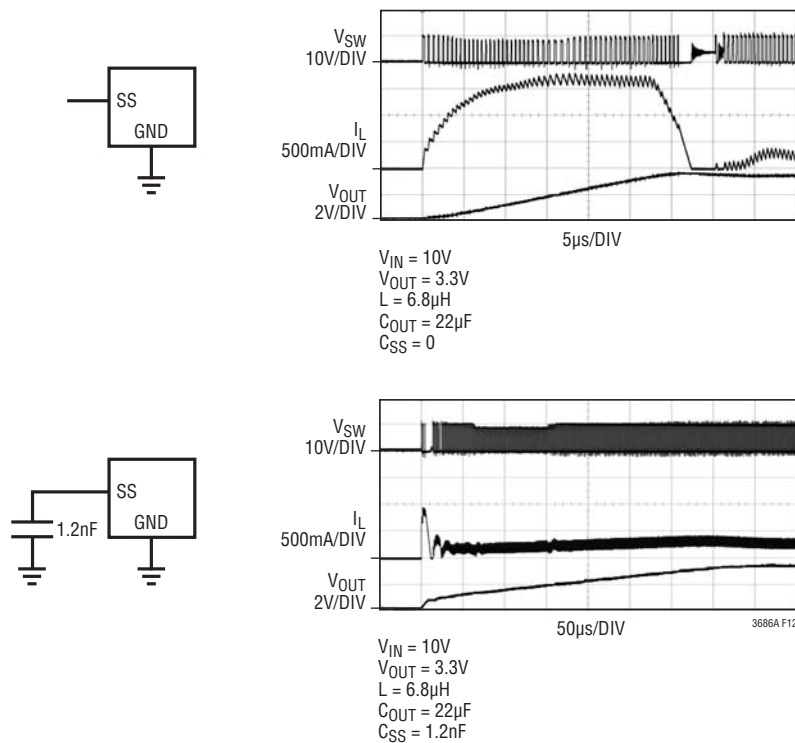 SS
GND
VSW
10V/DIV
IL
500mA/DIV
VOUT
2V/DIV
5µs/DIV
VIN = 10V
VOUT = 3.3V
L = 6.8µH
COUT = 22µF
CSS = 0
SS
GND
1.2nF
VSW
10V/DIV
IL
500mA/DIV
VOUT
2V/DIV
50µs/DIV
3686A F12
VIN = 10V
VOUT = 3.3V
L = 6.8µH
COUT = 22µF
CSS = 1.2nF